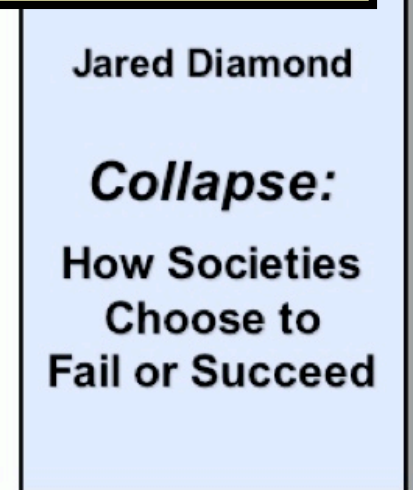 Jared Diamond
Collapse:
How Societies
Choose to
Fail or Succeed